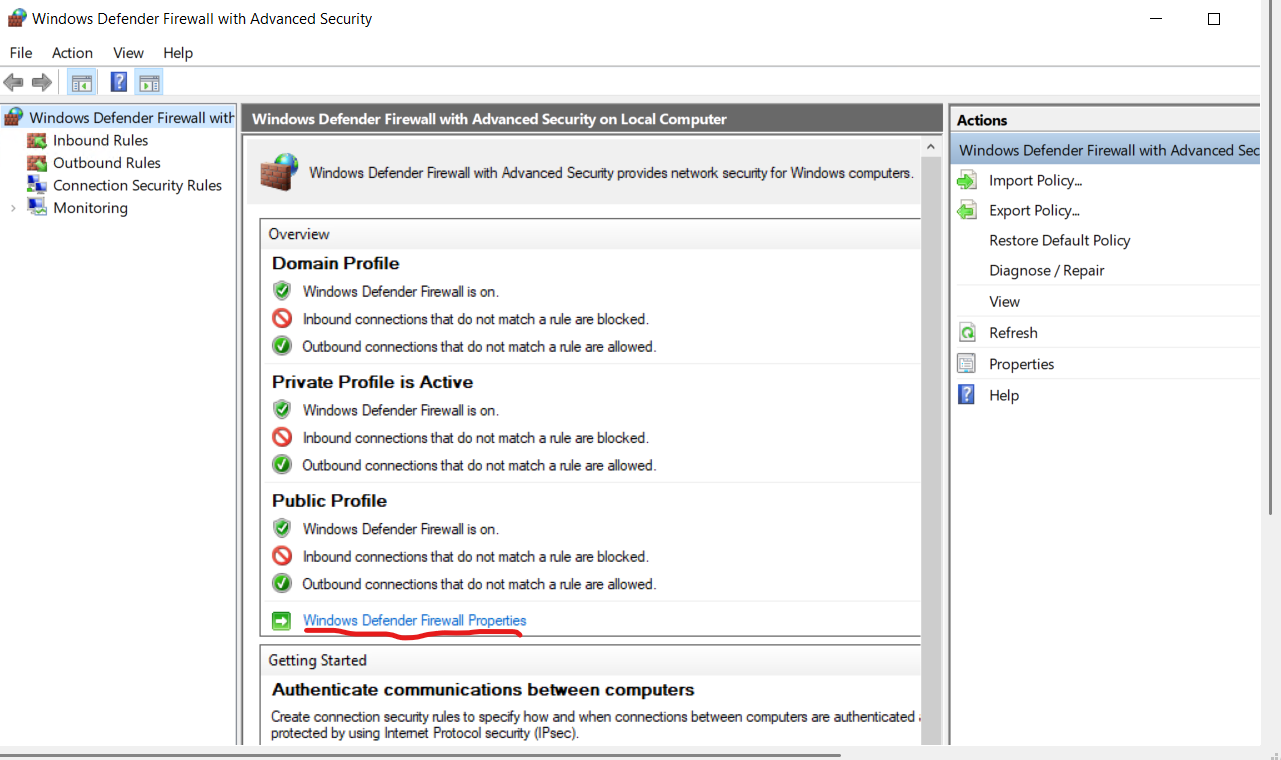 Windows Defender Firewall with Advanced Security
File Action View Help
Windows Defender Firewall with
Inbound Rules
Outbound Rules
Connection Security Rules
Monitoring
Windows Defender Firewall with Advanced Security on Local Computer
Windows Defender Firewall with Advanced Security provides network security for Windows computers.
Overview
Domain Profile
Windows Defender Firewall is on.
Inbound connections that do not match a rule are blocked.
Outbound connections that do not match a rule are allowed.
Private Profile is Active
Windows Defender Firewall is on.
Inbound connections that do not match a rule are blocked.
Outbound connections that do not match a rule are allowed.
Public Profile
Windows Defender Firewall is on.
Inbound connections that do not match a rule are blocked.
Outbound connections that do not match a rule are allowed.
Windows Defender Firewall Properties
Getting Started
Authenticate communications between computers
Create connection security rules to specify how and when connections between computers are authenticated
protected by using Internet Protocol security (IPsec).
Actions
Windows Defender Firewall with Advanced Sec
Import Policy...
Export Policy...
Restore Default Policy
Diagnose / Repair
View
Refresh
Properties
Help